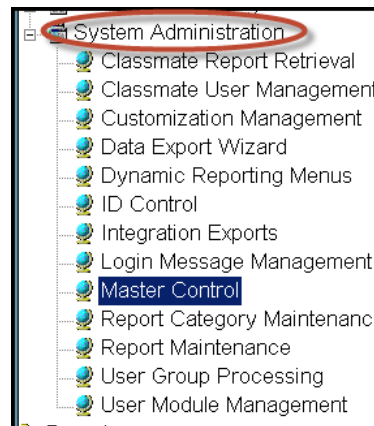 System Administration
Classmate Report Retrieval
Classmate User Management
Customization Management
Data Export Wizard
Dynamic Reporting Menus
ID Control
Integration Exports
Login Message Management
Master Control
Report Category Maintenanc
Report Maintenance
User Group Processing
User Module Management